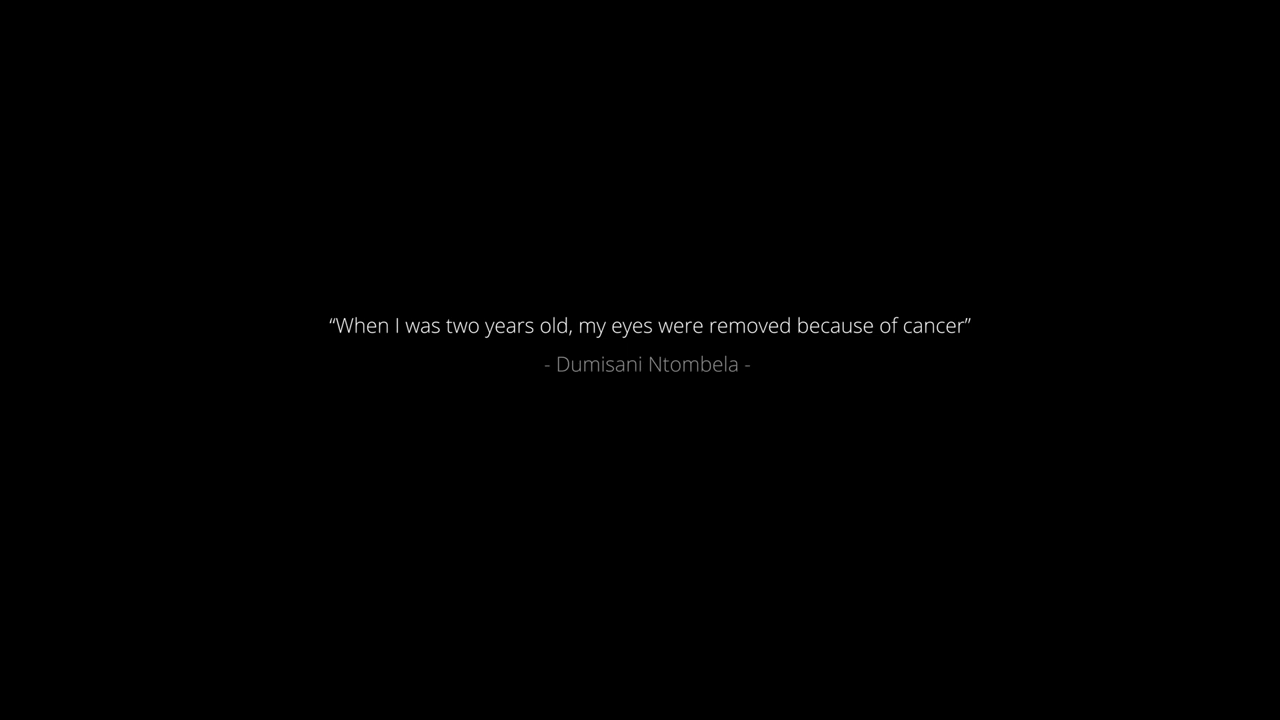 “When I was two years old, my eyes were removed because of cancer”
- Dumisani Ntombela -